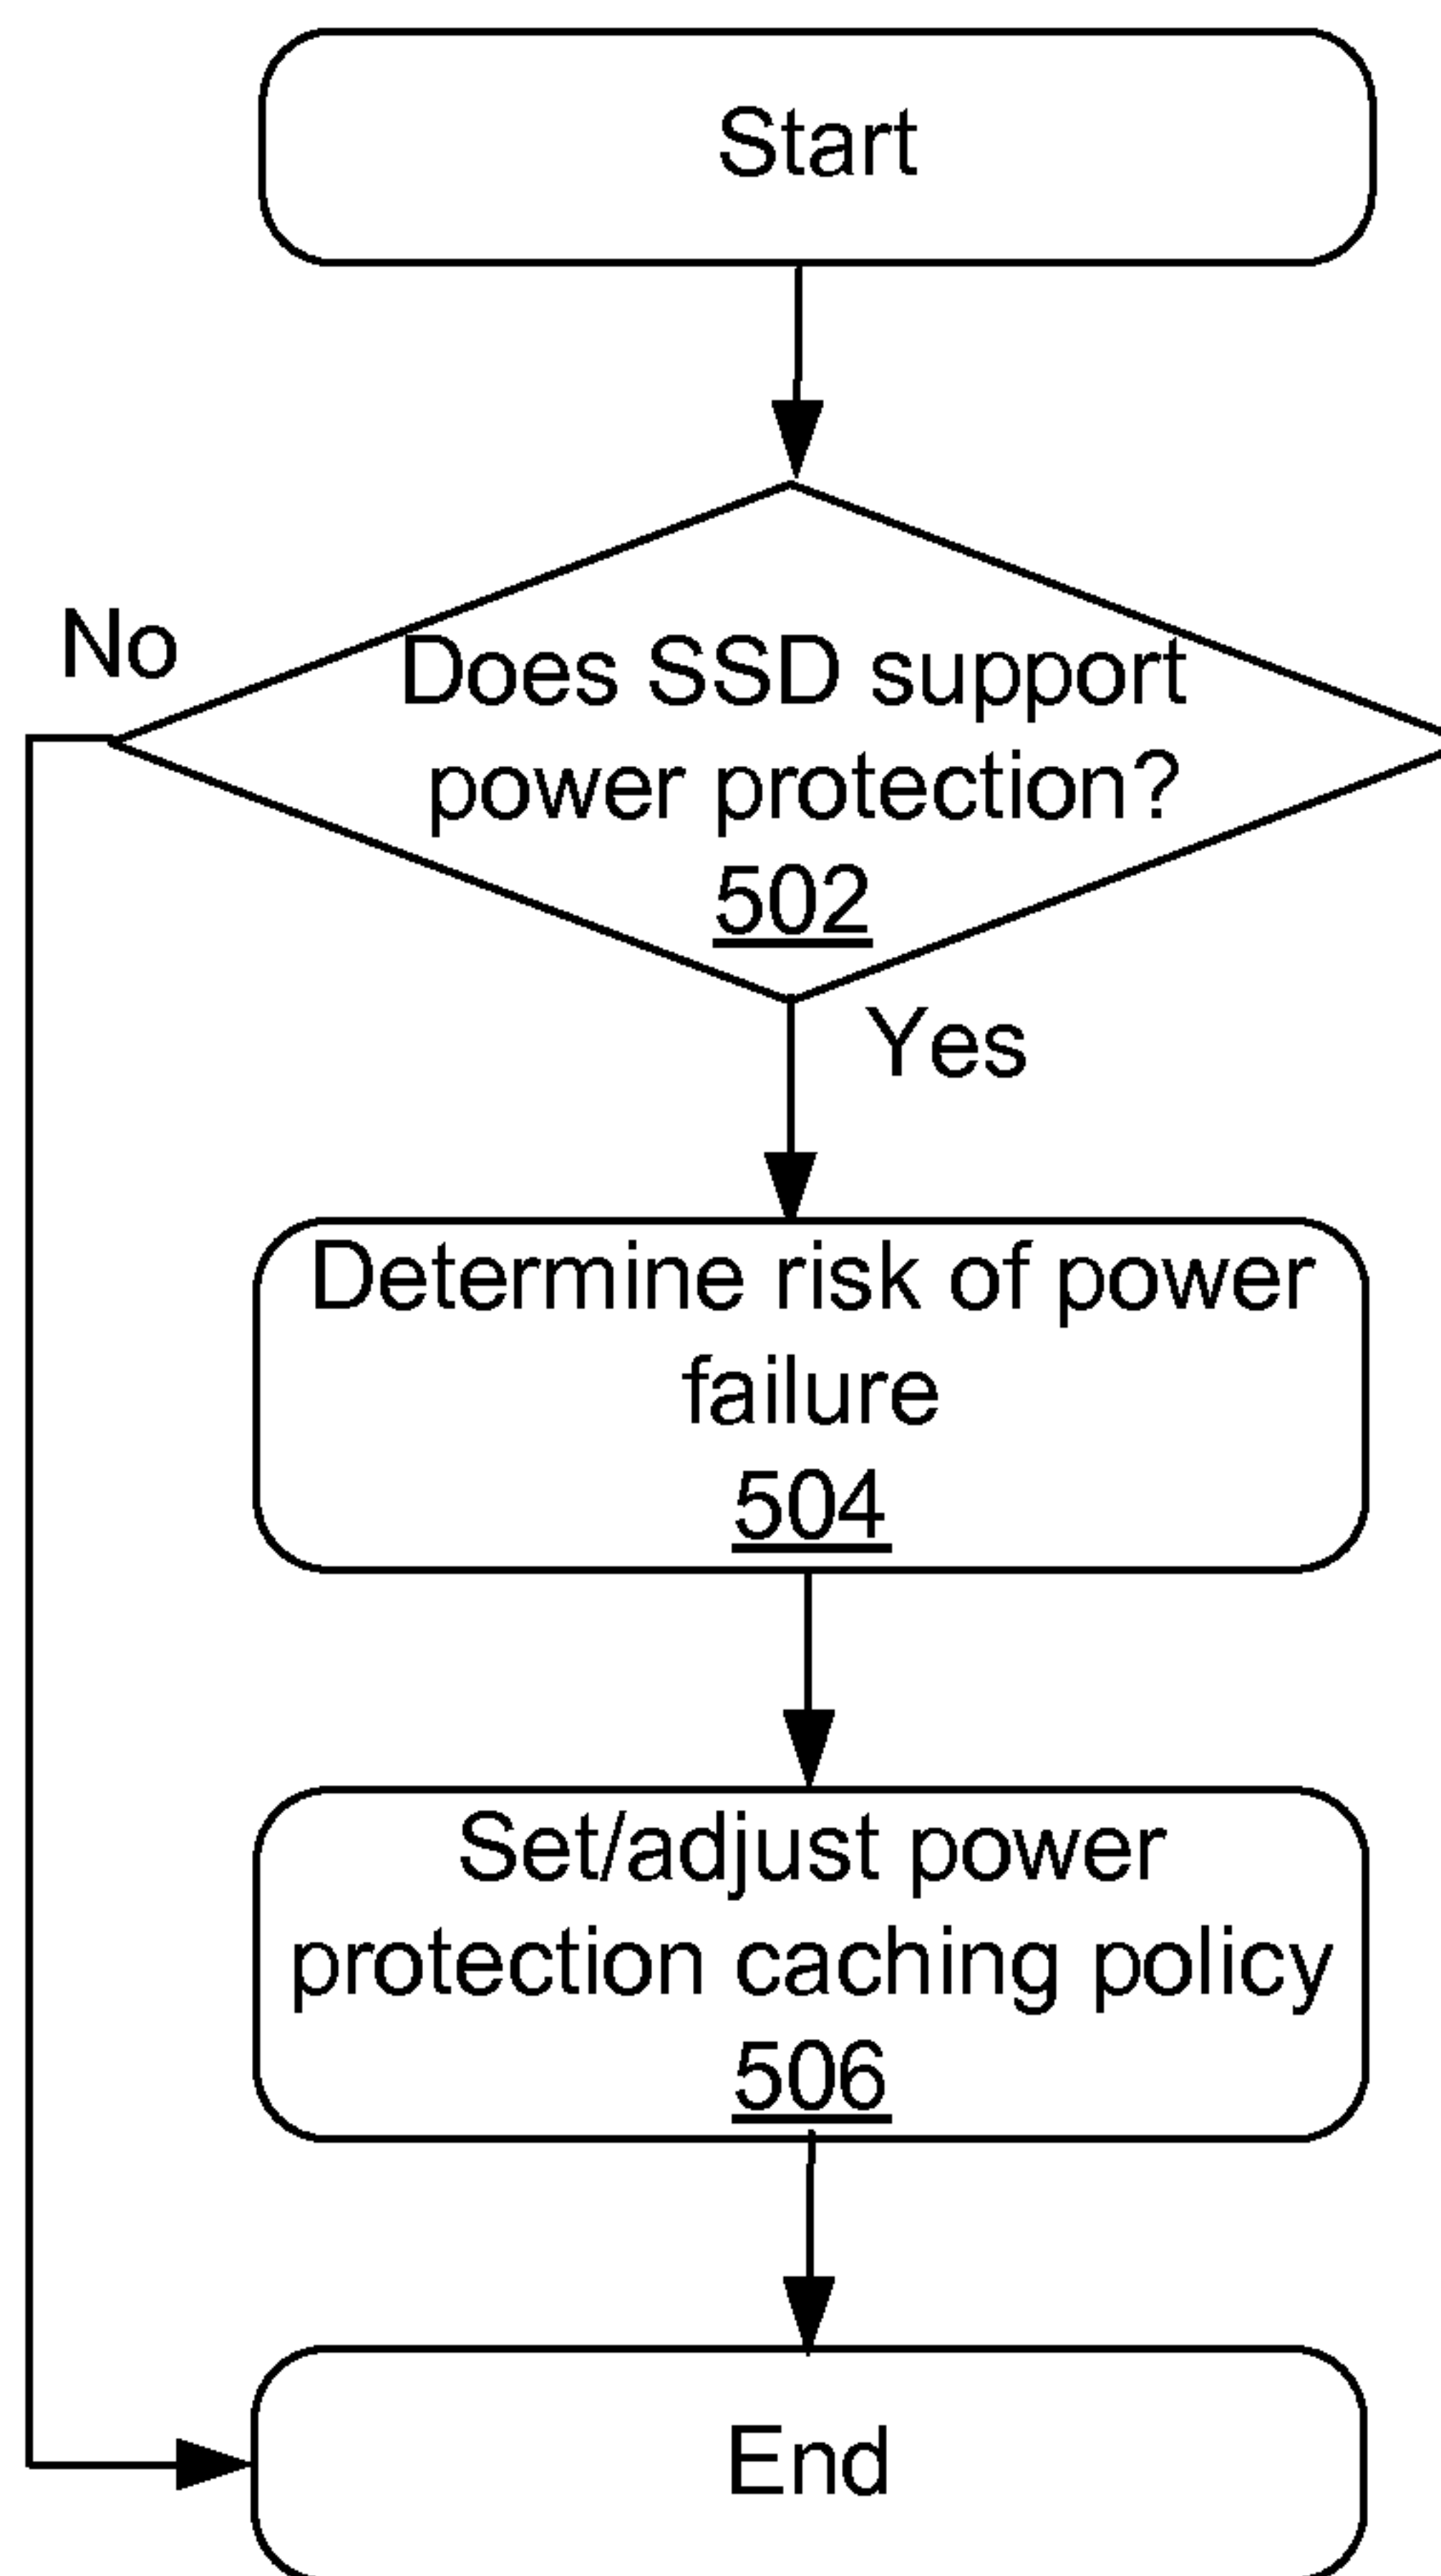 Start
No
Does SSD support
power protection?
502
Yes
Determine risk of power
failure
504
Set/adjust power
protection caching policy
506
End